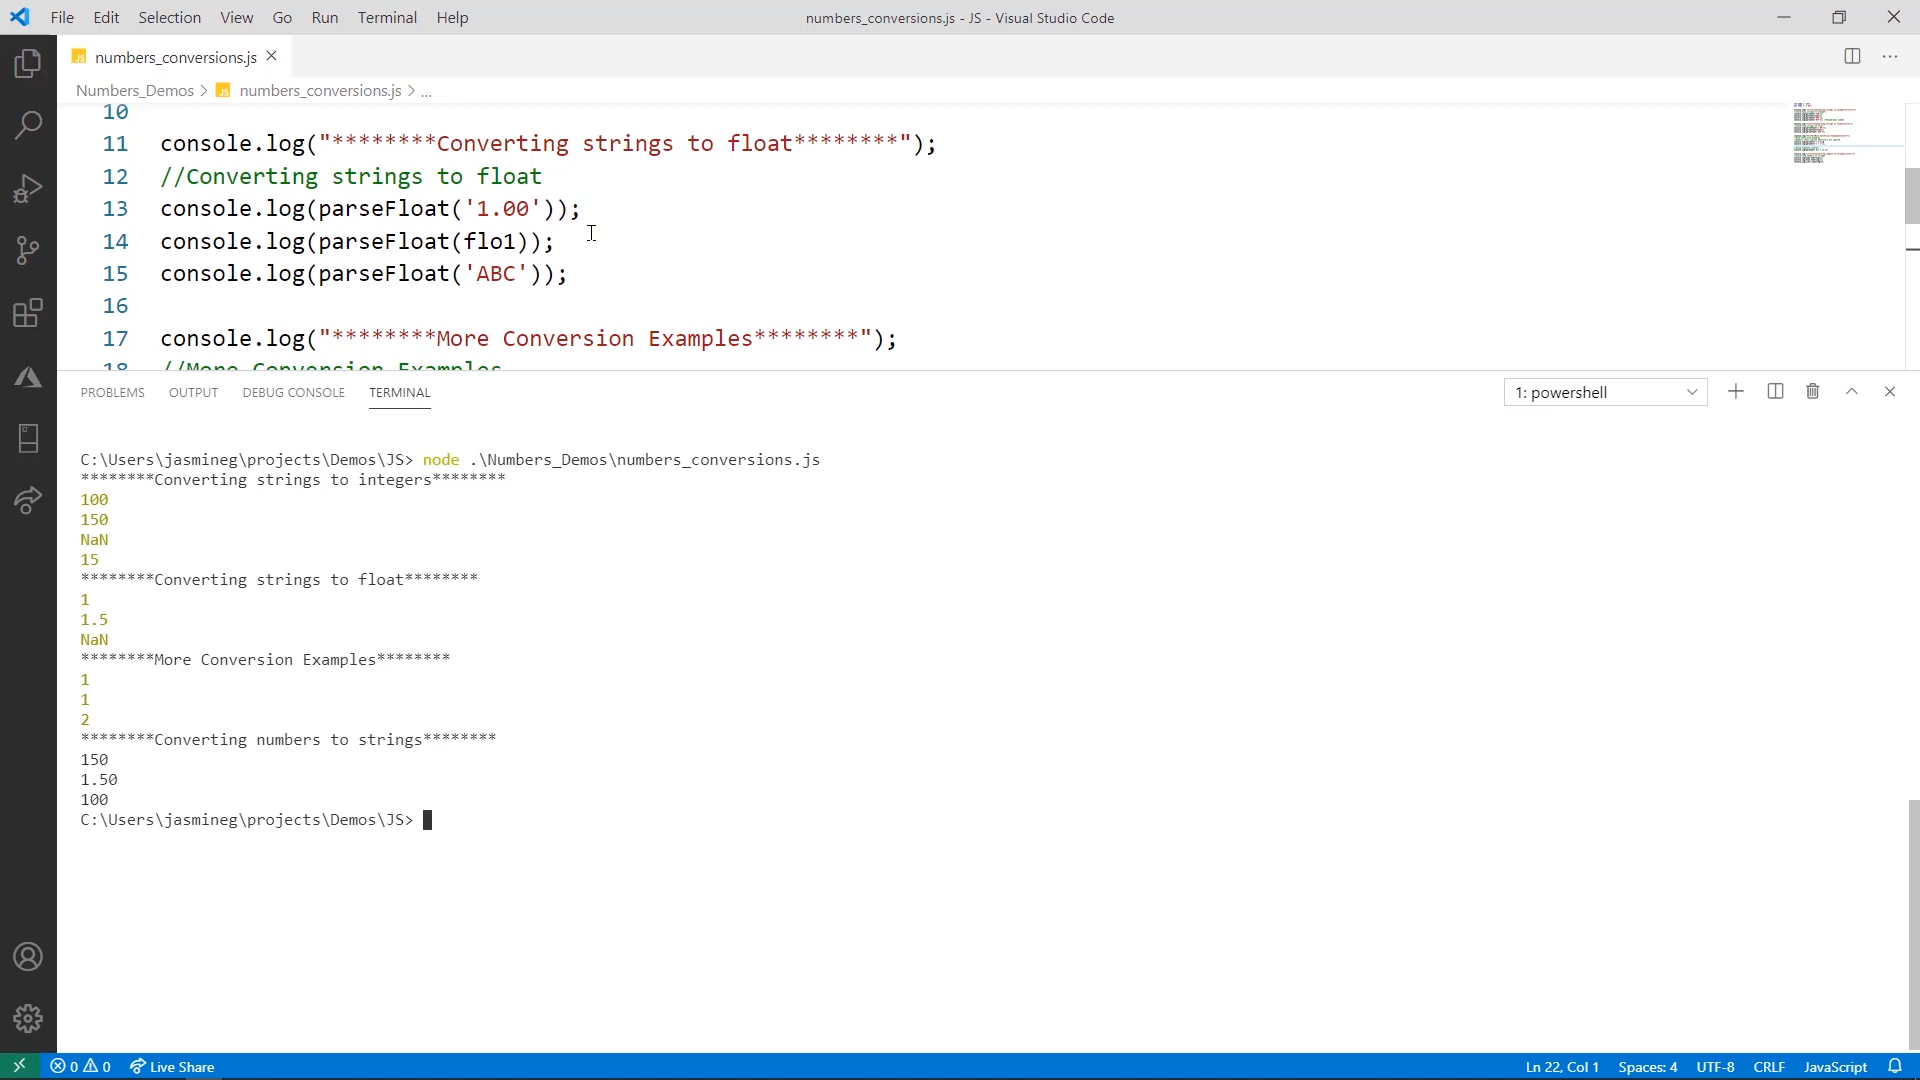 File Edit Selection View Go Run Terminal Help
numbers_conversions.js - JS - Visual Studio Code
JS numbers_conversions.js
Numbers_Demos > JS numbers_conversions.js > ...
10
11 console.log("********Converting strings to float********");
12 //Converting strings to float
13 console.log(parseFloat('1.00'));
14 console.log(parseFloat(flo1));
15 console.log(parseFloat('ABC'));
16
17 console.log("********More Conversion Examples********");
18 //More Conversion Examples
PROBLEMS OUTPUT DEBUG CONSOLE TERMINAL
1: powershell
C:\Users\jasmineg\projects\Demos\JS> node .\Numbers_Demos\numbers_conversions.js
********Converting strings to integers********
100
150
NaN
15
********Converting strings to float********
1
1.5
NaN
********More Conversion Examples********
1
1
2
********Converting numbers to strings********
150
1.50
100
C:\Users\jasmineg\projects\Demos\JS>
0 0 Live Share
Ln 22, Col 1 Spaces: 4 UTF-8 CRLF JavaScript